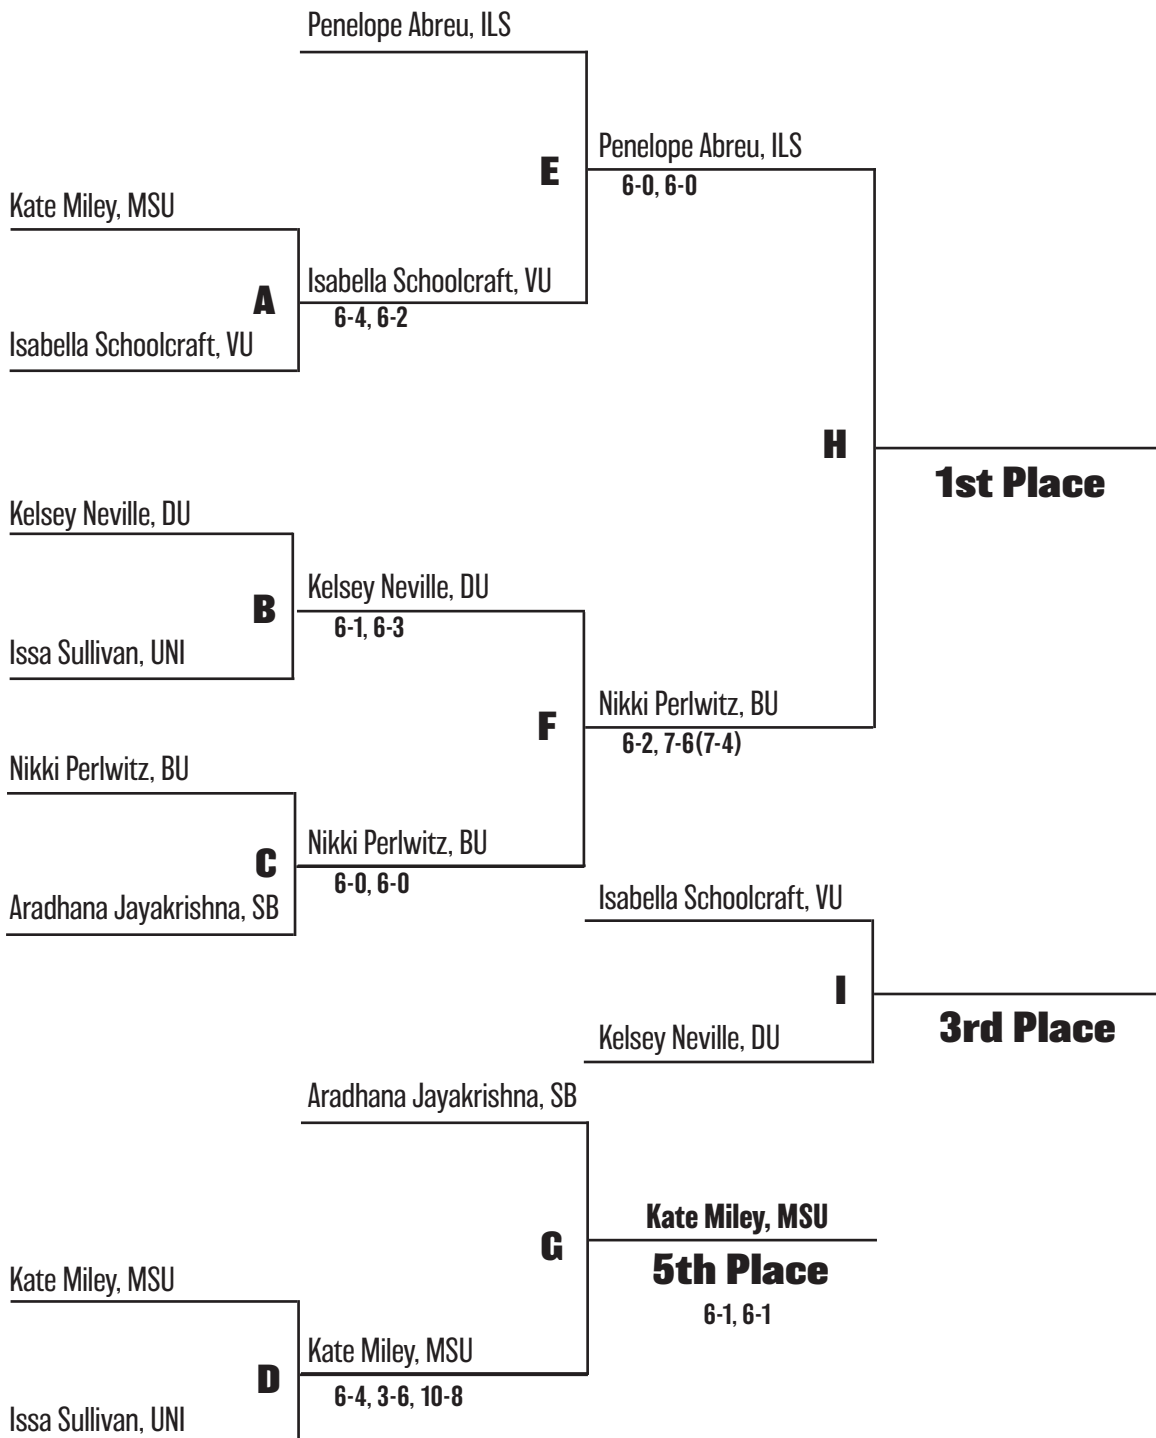 Penelope Abreu, ILS
E
Penelope Abreu, ILS
6-0, 6-0
Kate Miley, MSU
A
Isabella Schoolcraft, VU
6-4, 6-2
Isabella Schoolcraft, VU
H
1st Place
Kelsey Neville, DU
B
Kelsey Neville, DU
6-1, 6-3
Issa Sullivan, UNI
F
Nikki Perlwitz, BU
6-2, 7-6(7-4)
Nikki Perlwitz, BU
C
Nikki Perlwitz, BU
6-0, 6-0
Aradhana Jayakrishna, SB
Isabella Schoolcraft, VU
I
3rd Place
Kelsey Neville, DU
Aradhana Jayakrishna, SB
G
Kate Miley, MSU
5th Place
6-1, 6-1
Kate Miley, MSU
D
Kate Miley, MSU
6-4, 3-6, 10-8
Issa Sullivan, UNI